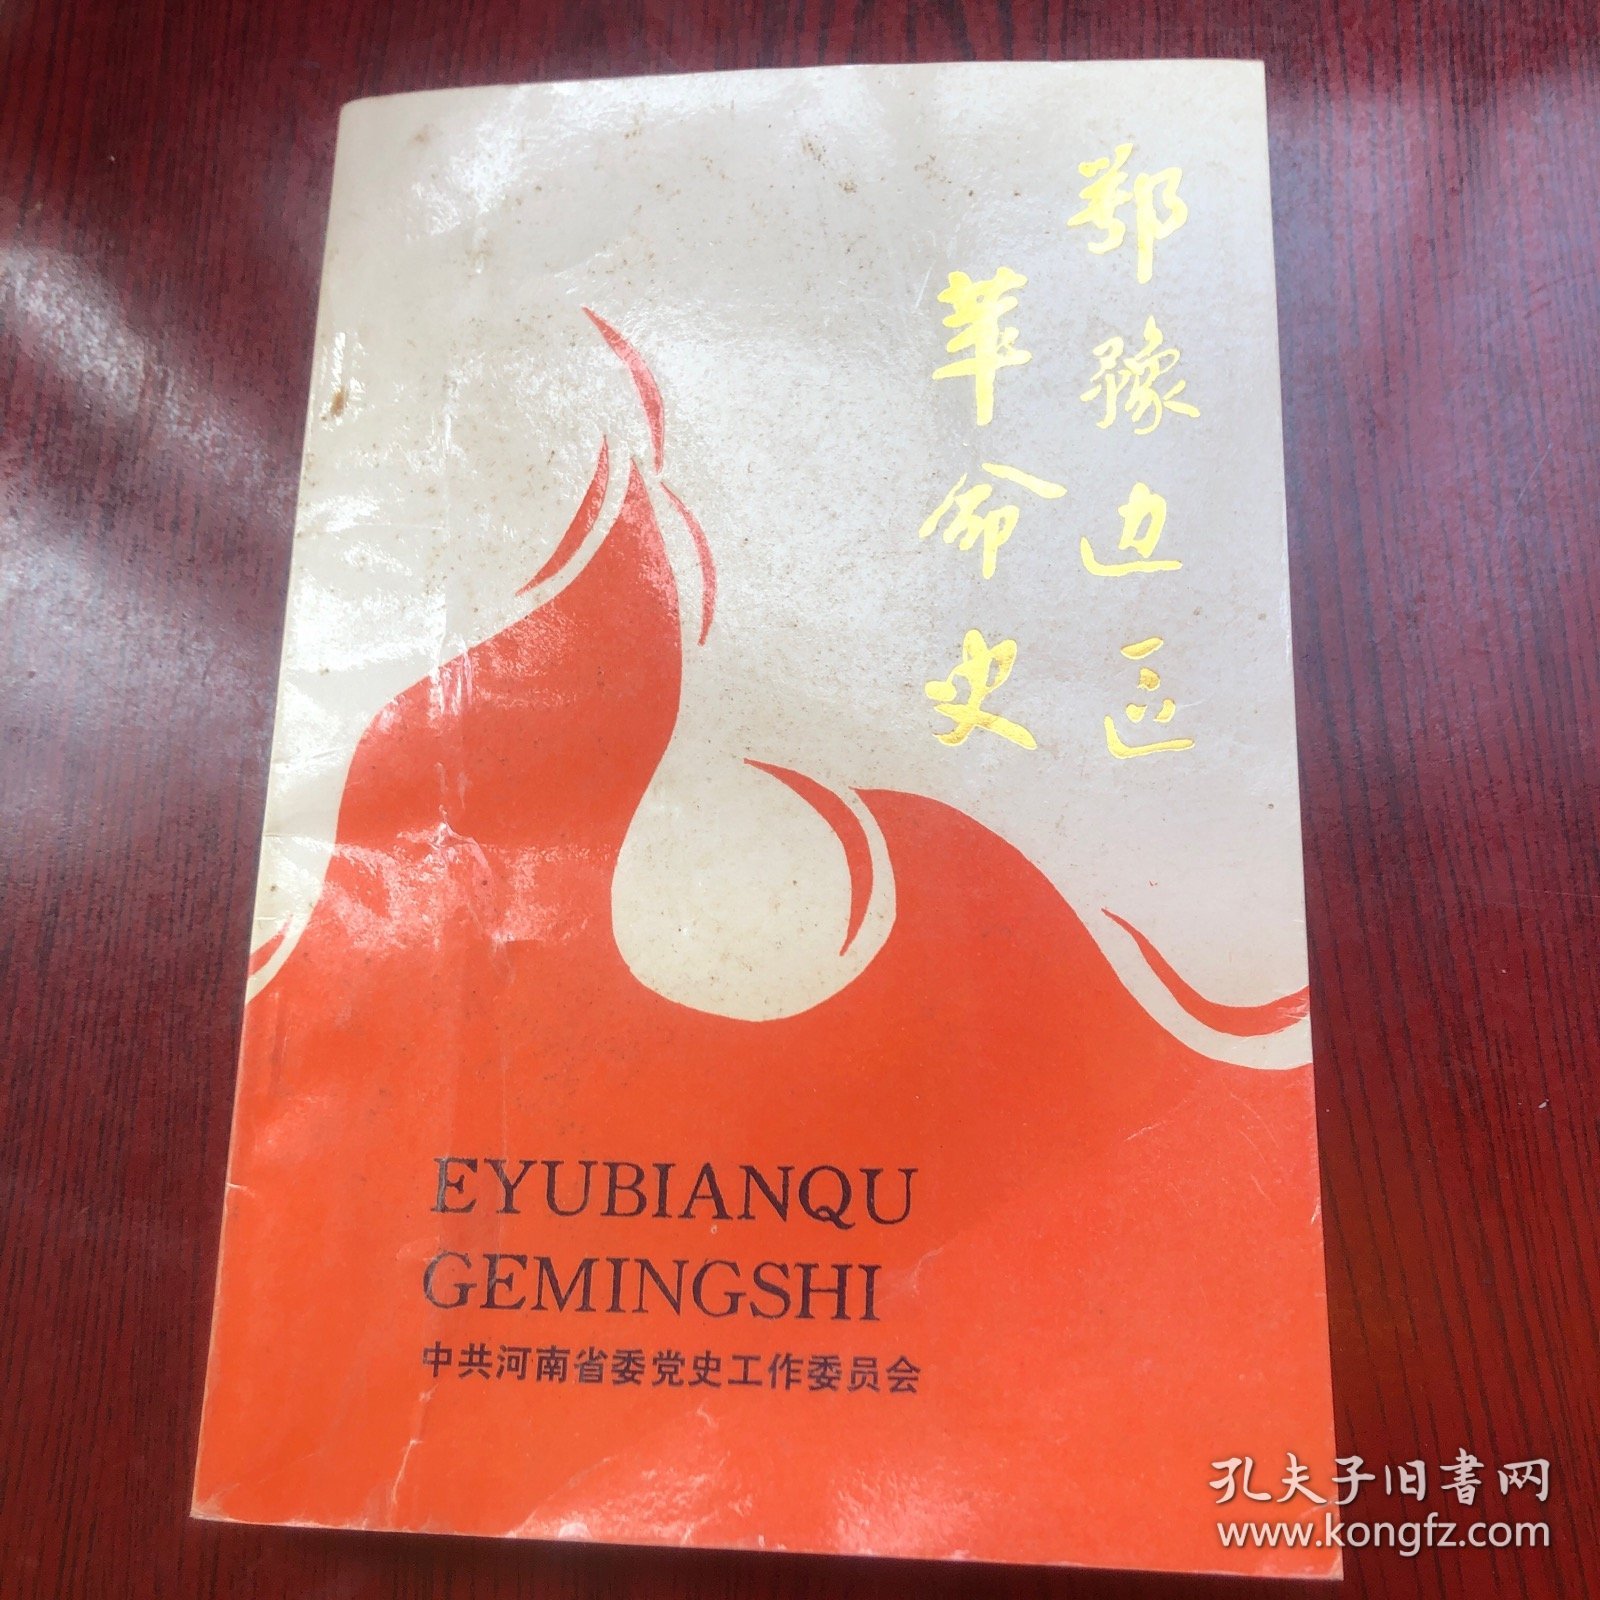 鄂豫边区
革命史
EYUBIANQU
GEMINGSHI
中共河南省委党史工作委员会
孔夫子旧书网
www.kongfz.com